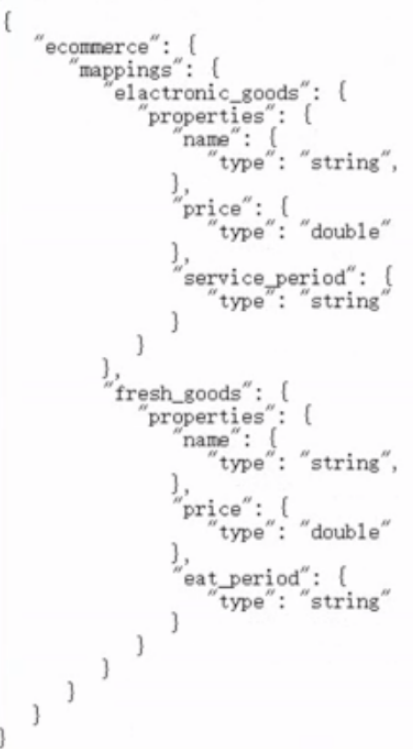 {
    "ecommerce": {
        "mappings": {
            "elactronic_goods": {
                "properties": {
                    "name": {
                        "type": "string",
                    },
                    "price": {
                        "type": "double"
                    },
                    "service_period": {
                        "type": "string"
                    }
                }
            },
            "fresh_goods": {
                "properties": {
                    "name": {
                        "type": "string",
                    },
                    "price": {
                        "type": "double"
                    },
                    "eat_period": {
                        "type": "string"
                    }
                }
            }
        }
    }
}